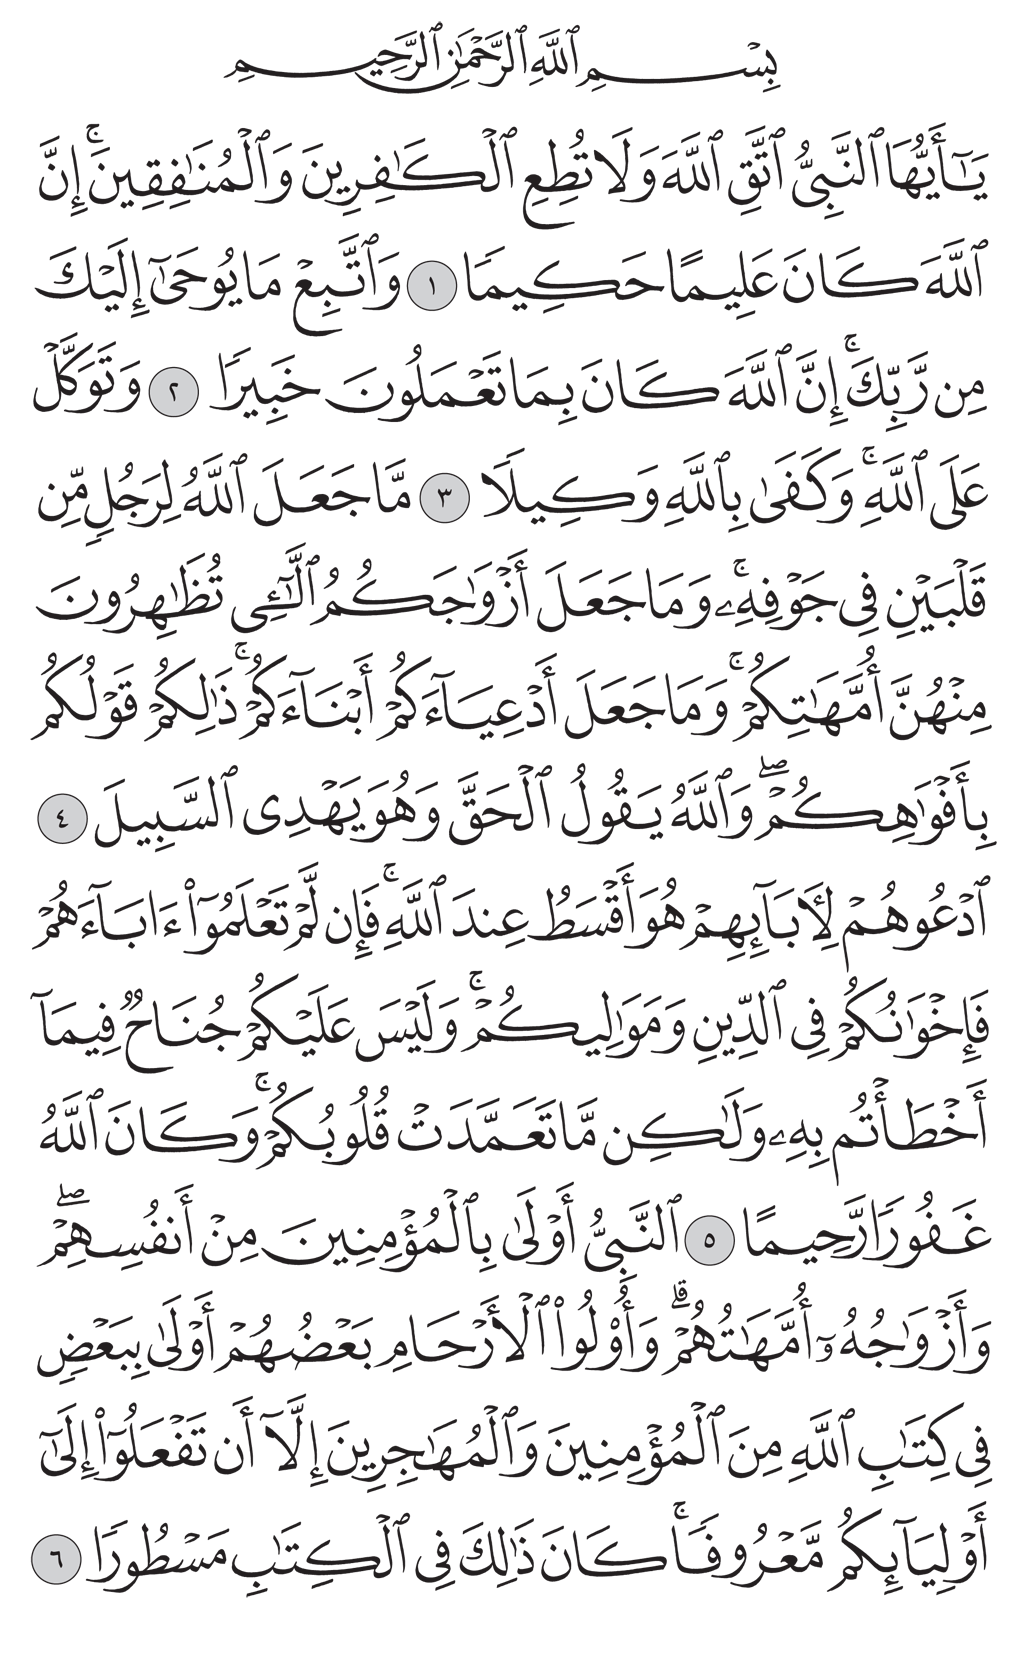 بِسۡمِ ٱللَّهِ ٱلرَّحۡمَٰنِ ٱلرَّحِيمِ
يَٰٓأَيُّهَا ٱلنَّبِيُّ ٱتَّقِ ٱللَّهَ وَلَا تُطِعِ ٱلۡكَٰفِرِينَ وَٱلۡمُنَٰفِقِينَۚ إِنَّ
ٱللَّهَ كَانَ عَلِيمًا حَكِيمٗا ١ وَٱتَّبِعۡ مَا يُوحَىٰٓ إِلَيۡكَ
مِن رَّبِّكَۚ إِنَّ ٱللَّهَ كَانَ بِمَا تَعۡمَلُونَ خَبِيرٗا ٢ وَتَوَكَّلۡ
عَلَى ٱللَّهِۚ وَكَفَىٰ بِٱللَّهِ وَكِيلٗا ٣ مَّا جَعَلَ ٱللَّهُ لِرَجُلٖ مِّن
قَلۡبَيۡنِ فِي جَوۡفِهِۦۚ وَمَا جَعَلَ أَزۡوَٰجَكُمُ ٱلَّٰٓـِٔي تُظَٰهِرُونَ
مِنۡهُنَّ أُمَّهَٰتِكُمۡۚ وَمَا جَعَلَ أَدۡعِيَآءَكُمۡ أَبۡنَآءَكُمۡۚ ذَٰلِكُمۡ قَوۡلُكُم
بِأَفۡوَٰهِكُمۡۖ وَٱللَّهُ يَقُولُ ٱلۡحَقَّ وَهُوَ يَهۡدِي ٱلسَّبِيلَ ٤
ٱدۡعُوهُمۡ لِأٓبَآئِهِمۡ هُوَ أَقۡسَطُ عِندَ ٱللَّهِۚ فَإِن لَّمۡ تَعۡلَمُوٓاْ ءَابَآءَهُمۡ
فَإِخۡوَٰنُكُمۡ فِي ٱلدِّينِ وَمَوَٰلِيكُمۡۚ وَلَيۡسَ عَلَيۡكُمۡ جُنَاحٞ فِيمَآ
أَخۡطَأۡتُم بِهِۦ وَلَٰكِن مَّا تَعَمَّدَتۡ قُلُوبُكُمۡۚ وَكَانَ ٱللَّهُ
غَفُورٗا رَّحِيمًا ٥ ٱلنَّبِيُّ أَوۡلَىٰ بِٱلۡمُؤۡمِنِينَ مِنۡ أَنفُسِهِمۡۖ
وَأَزۡوَٰجُهُۥٓ أُمَّهَٰتُهُمۡۗ وَأُوْلُواْ ٱلۡأَرۡحَامِ بَعۡضُهُمۡ أَوۡلَىٰ بِبَعۡضٖ
فِي كِتَٰبِ ٱللَّهِ مِنَ ٱلۡمُؤۡمِنِينَ وَٱلۡمُهَٰجِرِينَ إِلَّآ أَن تَفۡعَلُوٓاْ إِلَىٰٓ
أَوۡلِيَآئِكُم مَّعۡرُوفٗاۚ كَانَ ذَٰلِكَ فِي ٱلۡكِتَٰبِ مَسۡطُورٗا ٦